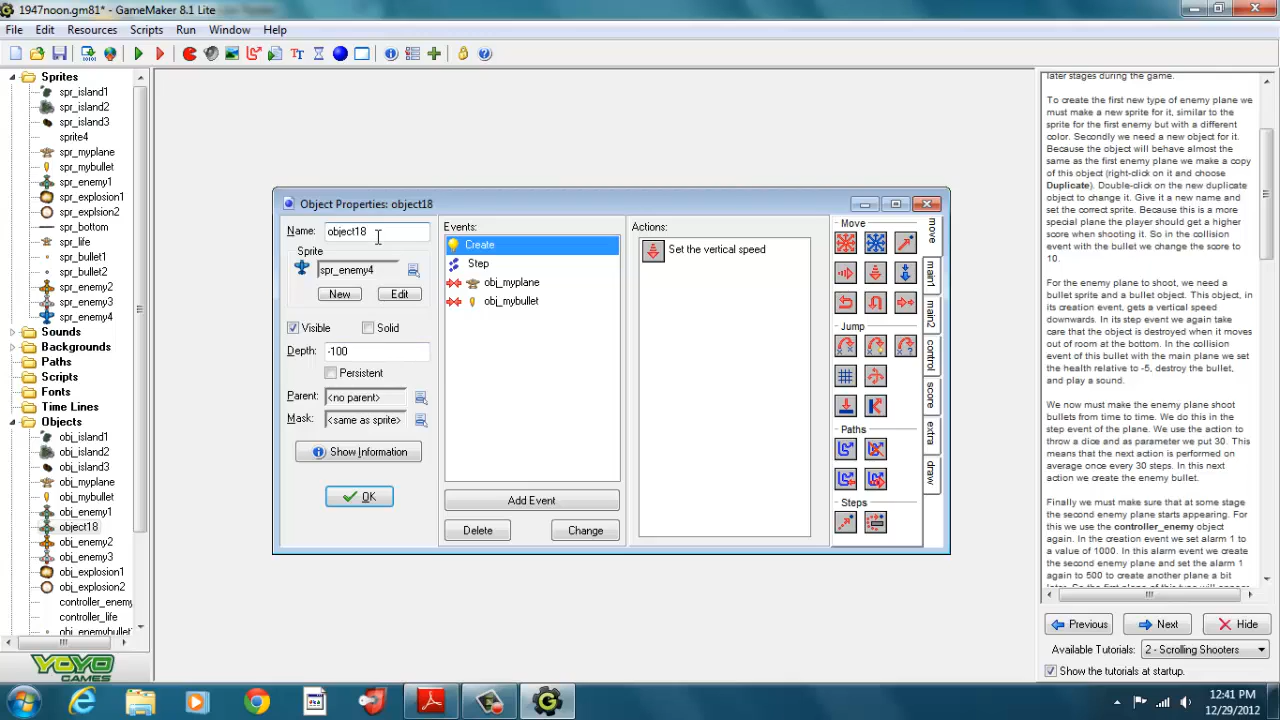 1947noon.gm81* - GameMaker 8.1 Lite
File Edit Resources Scripts Run Window Help
Sprites
spr_island1
spr_island2
spr_island3
sprite4
spr_myplane
spr_mybullet
spr_enemy1
spr_explosion1
spr_explsion2
spr_bottom
spr_life
spr_bullet1
spr_bullet2
spr_enemy2
spr_enemy3
spr_enemy4
Sounds
Backgrounds
Paths
Scripts
Fonts
Time Lines
Objects
obj_island1
obj_island2
obj_island3
obj_myplane
obj_mybullet
obj_enemy1
object18
obj_enemy2
obj_enemy3
obj_explosion1
obj_explosion2
controller_enemy
controller_life
obj_enemybullet
YOYO
GAMES
Object Properties: object18
Name: object18
Sprite
spr_enemy4
New Edit
Visible Solid
Depth: -100
Persistent
Parent: <no parent>
Mask: <same as sprite>
Show Information
OK
Events:
Create
Step
obj_myplane
obj_mybullet
Add Event
Delete Change
Actions:
Set the vertical speed
Move
Jump
Paths
Steps
move
main1
main2
control
score
extra
draw
later stages during the game.
To create the first new type of enemy plane we
must make a new sprite for it, similar to the
sprite for the first enemy but with a different
color. Secondly we need a new object for it.
Because the object will behave almost the
same as the first enemy plane we make a copy
of this object (right-click on it and choose
Duplicate). Double-click on the new duplicate
object to change it. Give it a new name and
set the correct sprite. Because this is a more
special plane the player should get a higher
score when shooting it. So in the collision
event with the bullet we change the score to
10.
For the enemy plane to shoot, we need a
bullet sprite and a bullet object. This object, in
its creation event, gets a vertical speed
downwards. In its step event we again take
care that the object is destroyed when it moves
out of room at the bottom. In the collision
event of this bullet with the main plane we set
the health relative to -5, destroy the bullet,
and play a sound.
We now must make the enemy plane shoot
bullets from time to time. We do this in the
step event of the plane. We use the action to
throw a dice and as parameter we put 30. This
means that the next action is performed on
average once every 30 steps. In this next
action we create the enemy bullet.
Finally we must make sure that at some stage
the second enemy plane starts appearing. For
this we use the controller_enemy object
again. In the creation event we set alarm 1 to
a value of 1000. In this alarm event we create
the second enemy plane and set the alarm 1
again to 500 to create another plane a bit
Previous Next Hide
Available Tutorials: 2 - Scrolling Shooters
Show the tutorials at startup.
12:41 PM
12/29/2012